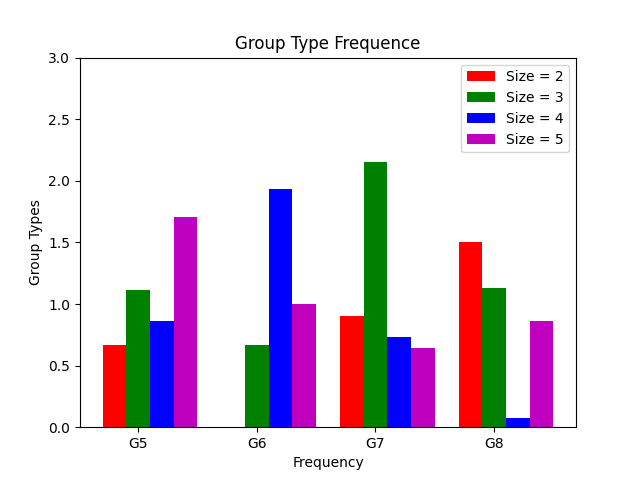 Group Type Frequence
3.0
2.5
2.0
1.5
1.0
0.5
0.0
Group Types
Size = 2
Size = 3
Size = 4
Size = 5
G5
G6
G7
G8
Frequency